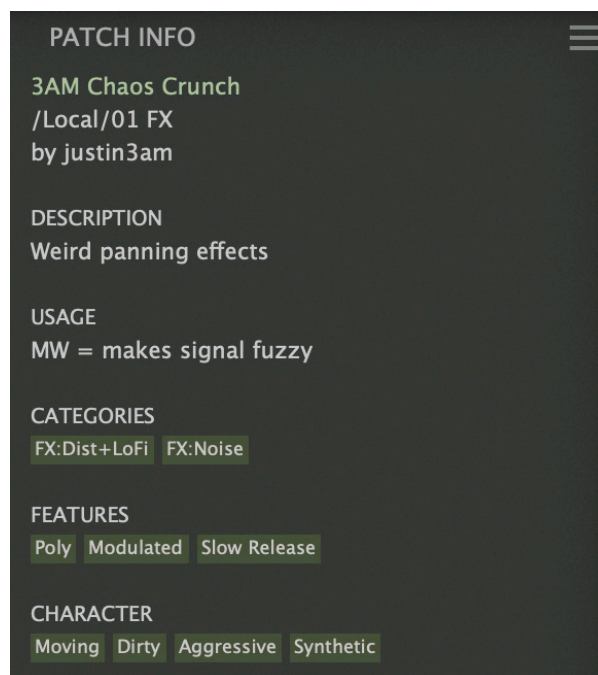 PATCH INFO
3AM Chaos Crunch
/Local/01 FX
by justin3am
DESCRIPTION
Weird panning effects
USAGE
MW = makes signal fuzzy
CATEGORIES
FX:Dist+LoFi FX:Noise
FEATURES
Poly Modulated Slow Release
CHARACTER
Moving Dirty Aggressive Synthetic